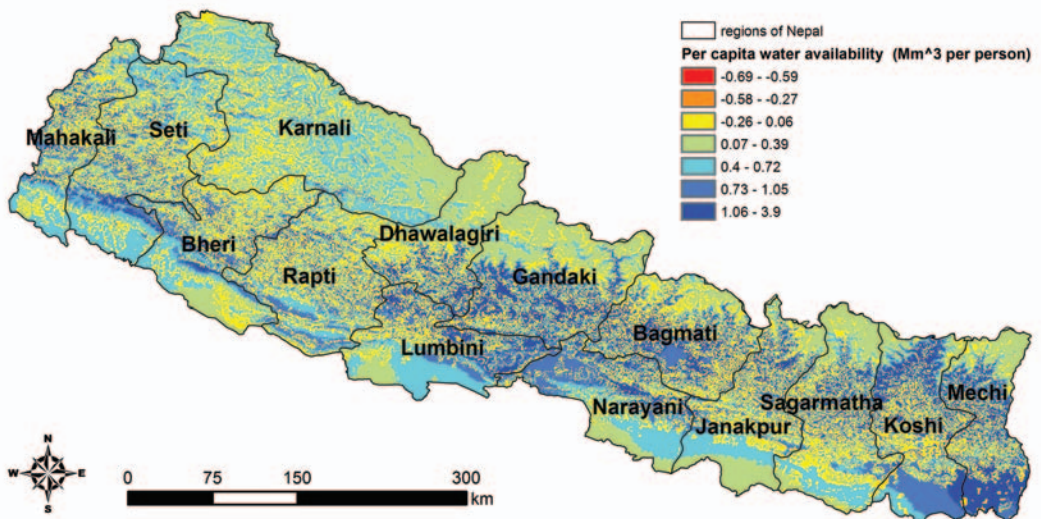 regions of Nepal
Per capita water availability (Mm^3 per person)
-0.69 - -0.59
-0.58 - -0.27
-0.26 - 0.06
0.07 - 0.39
0.4 - 0.72
0.73 - 1.05
1.06 - 3.9
Mahakali
Seti
Karnali
Bheri
Rapti
Dhawalagiri
Gandaki
Lumbini
Bagmati
Narayani
Janakpur
Sagarmatha
Koshi
Mechi
N
W E
S
0 75 150 300
km